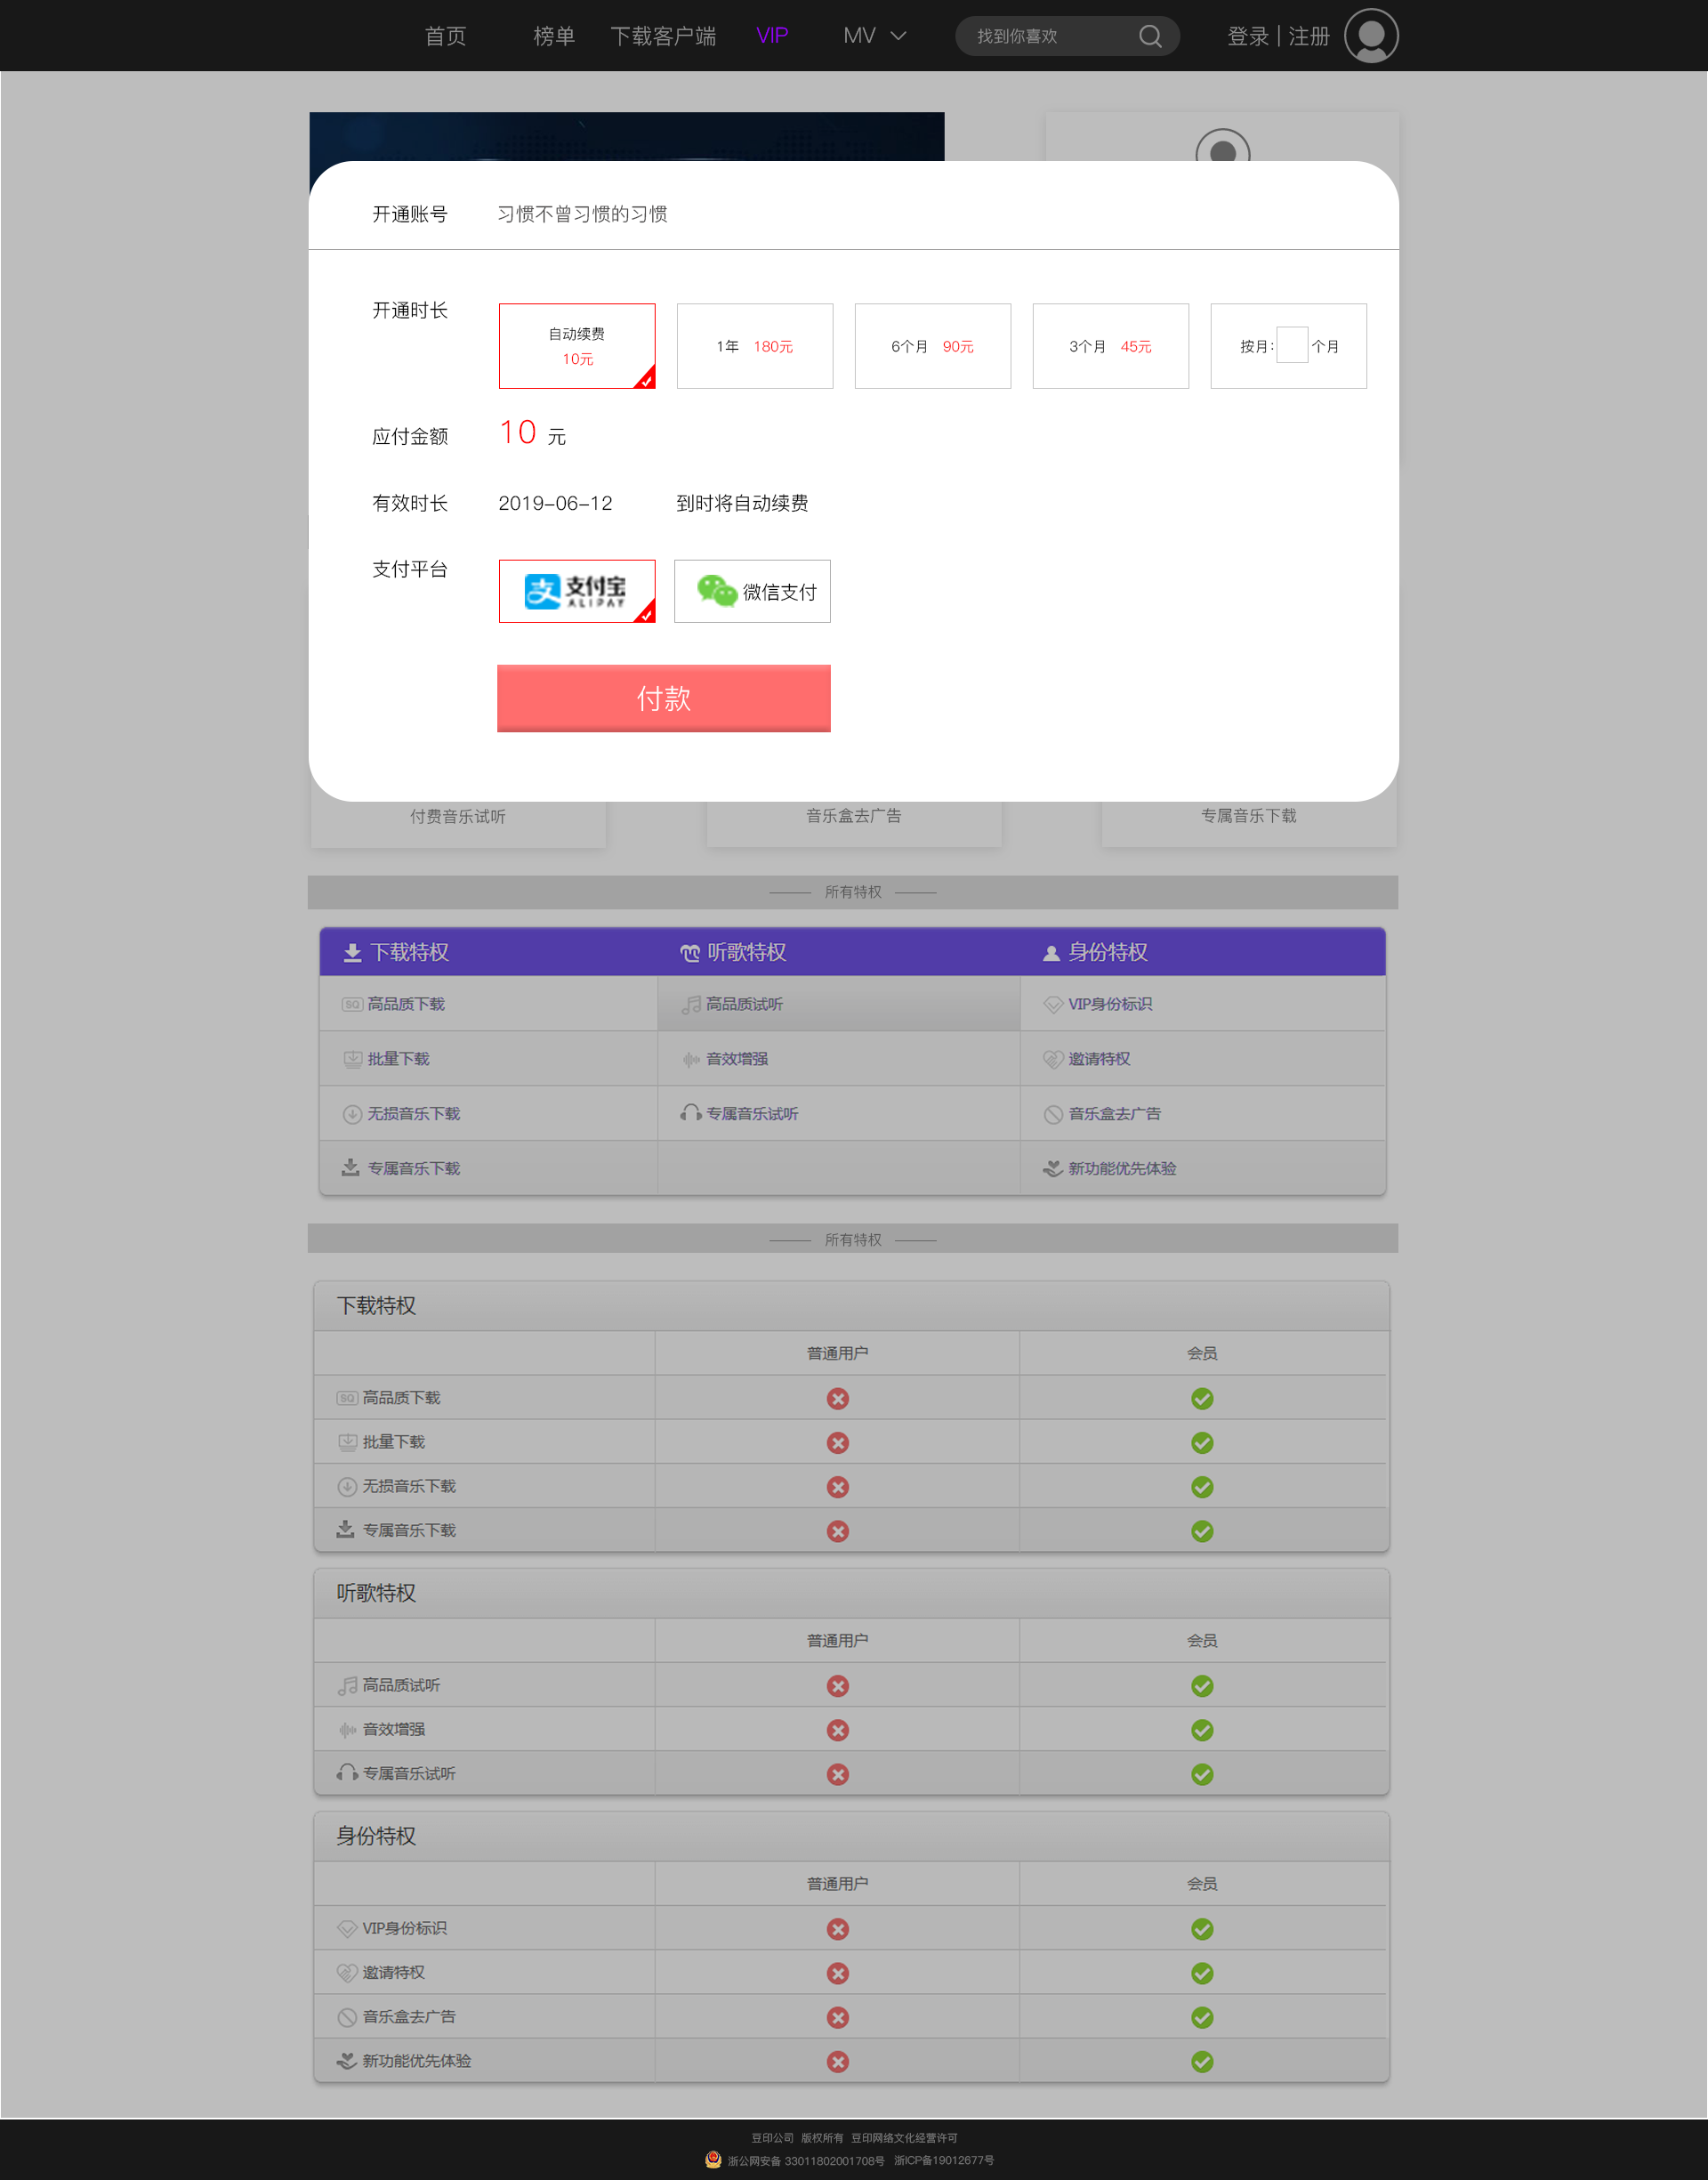 首页 榜单 下载客户端 VIP MV 找到你喜欢 登录 | 注册
开通账号 习惯不曾习惯的习惯
开通时长
自动续费
10元
1年 180元
6个月 90元
3个月 45元
按月: 个月
应付金额 10 元
有效时长 2019-06-12 到时将自动续费
支付平台 支付宝 ALIPAY 微信支付
付款
付费音乐试听 音乐盒去广告 专属音乐下载
所有特权
下载特权 听歌特权 身份特权
SQ 高品质下载 高品质试听 VIP身份标识
批量下载 音效增强 邀请特权
无损音乐下载 专属音乐试听 音乐盒去广告
专属音乐下载 新功能优先体验
所有特权
下载特权
普通用户 会员
SQ 高品质下载
批量下载
无损音乐下载
专属音乐下载
听歌特权
普通用户 会员
高品质试听
音效增强
专属音乐试听
身份特权
普通用户 会员
VIP身份标识
邀请特权
音乐盒去广告
新功能优先体验
豆印公司 版权所有 豆印网络文化经营许可
浙公网安备 33011802001708号 浙ICP备19012677号